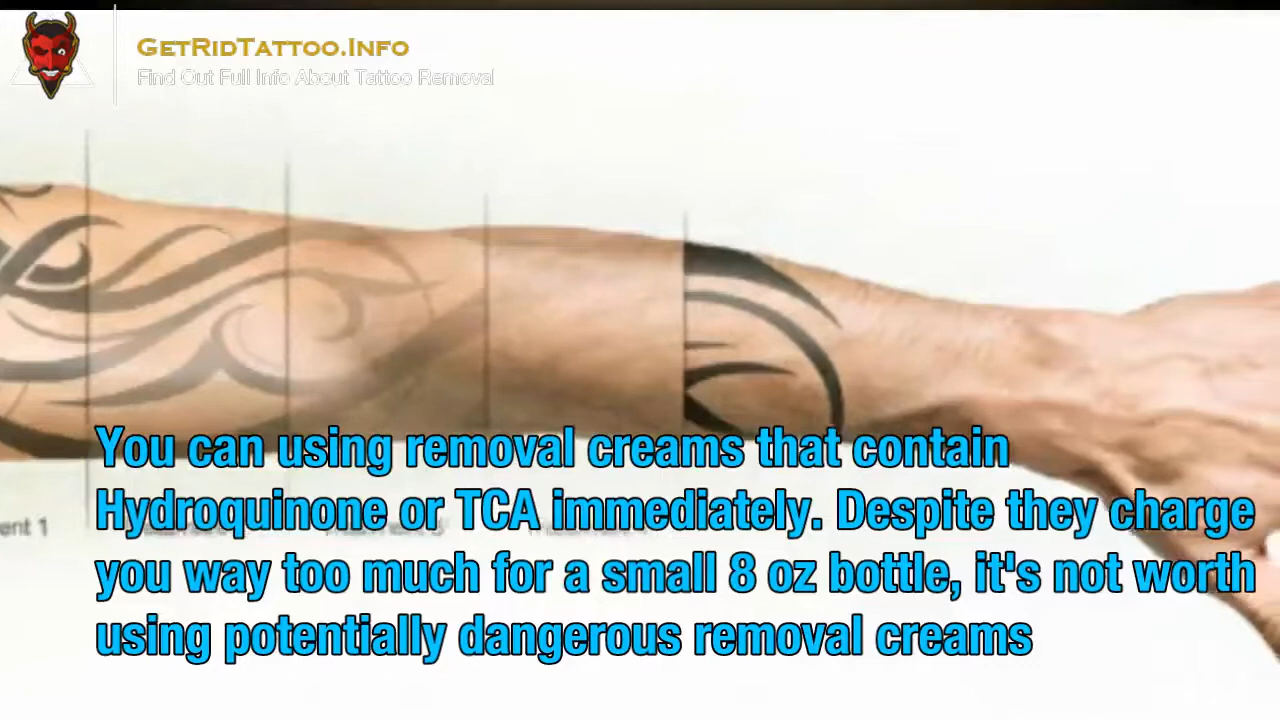 GetRidTattoo.Info
Find Out Full Info About Tattoo Removal
You can using removal creams that contain
Hydroquinone or TCA immediately. Despite they charge
ent 1
you way too much for a small 8 oz bottle, it's not worth
using potentially dangerous removal creams